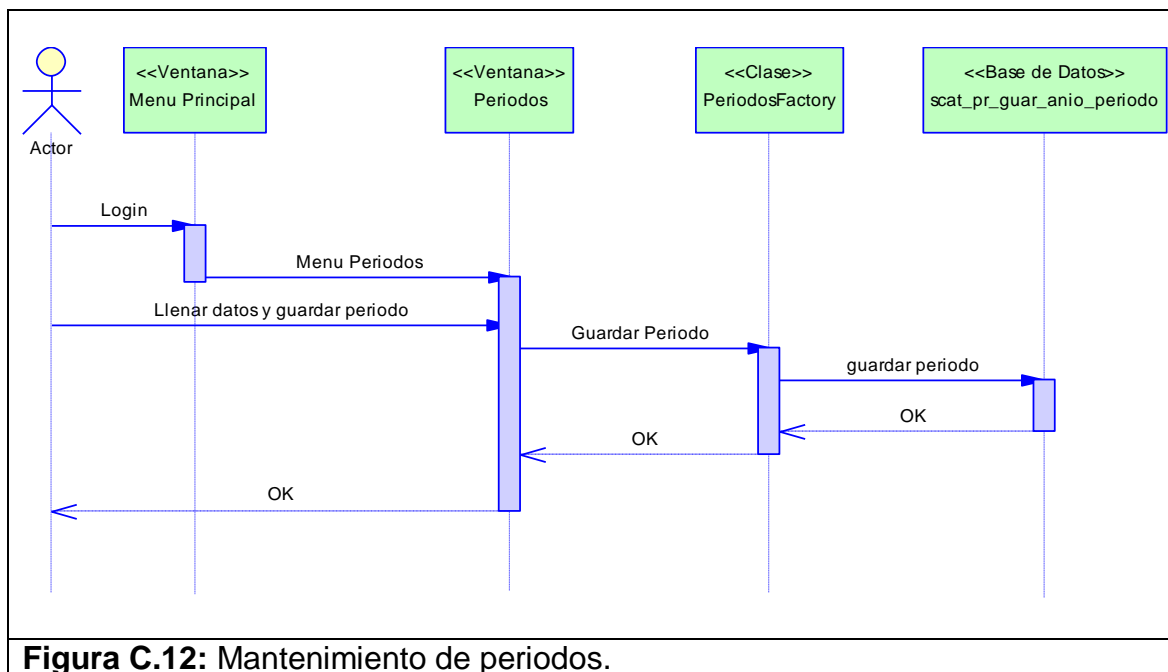 <<Ventana>>
Menu Principal
<<Ventana>>
Periodos
<<Clase>>
PeriodosFactory
<<Base de Datos>>
scat_pr_guar_anio_periodo
Actor
Login
Menu Periodos
Llenar datos y guardar periodo
Guardar Periodo
guardar periodo
OK
OK
OK
Figura C.12: Mantenimiento de periodos.